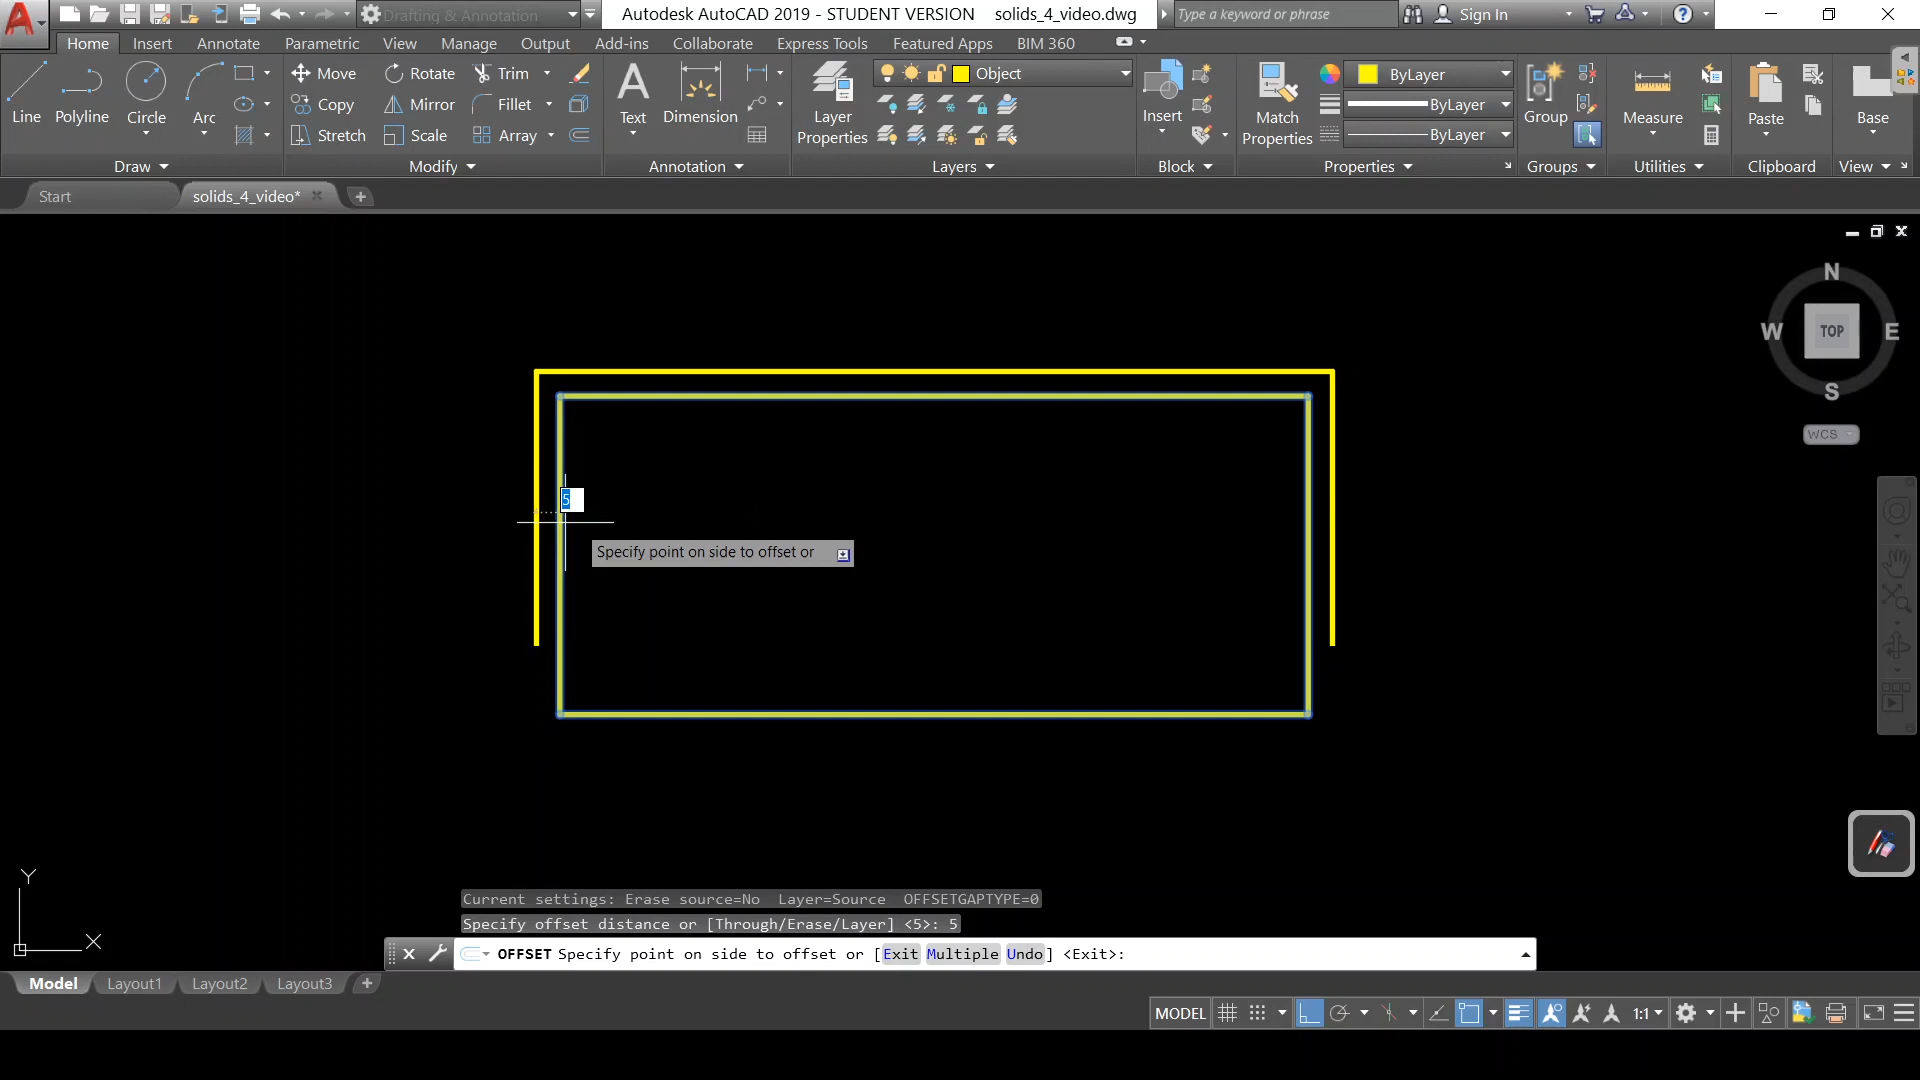 Drafting & Annotation
Autodesk AutoCAD 2019 - STUDENT VERSION solids_4_video.dwg
Type a keyword or phrase
Sign In
Home Insert Annotate Parametric View Manage Output Add-ins Collaborate Express Tools Featured Apps BIM 360
Line Polyline Circle Arc
Draw
Move Rotate Trim
Copy Mirror Fillet
Stretch Scale Array
Modify
Text Dimension
Annotation
Layer Properties
Object
Layers
Insert
Block
Match Properties
ByLayer
ByLayer
ByLayer
Properties
Group
Groups
Measure
Utilities
Paste
Clipboard
Base
View
Start solids_4_video*
N
W TOP E
S
WCS
5
Specify point on side to offset or
Y
X
Current settings: Erase source=No Layer=Source OFFSETGAPTYPE=0
Specify offset distance or [Through/Erase/Layer] <5>: 5
OFFSET Specify point on side to offset or [Exit Multiple Undo] <Exit>:
Model Layout1 Layout2 Layout3
MODEL 1:1